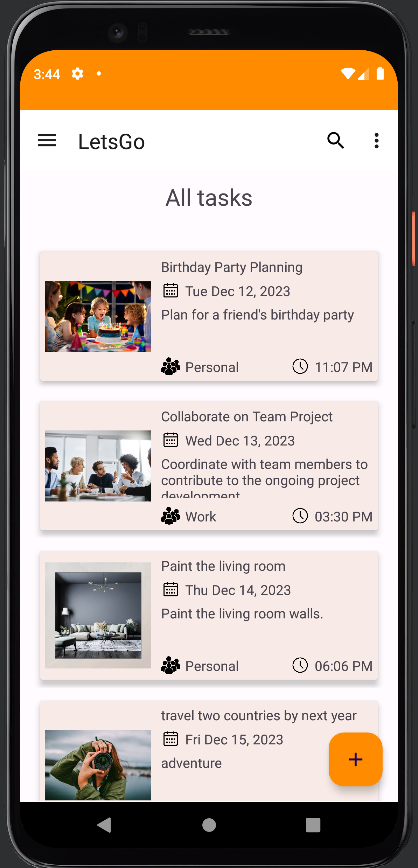 3:44
LetsGo
All tasks
Birthday Party Planning
Tue Dec 12, 2023
Plan for a friend's birthday party
Personal
11:07 PM
Collaborate on Team Project
Wed Dec 13, 2023
Coordinate with team members to
contribute to the ongoing project
development
Work
03:30 PM
Paint the living room
Thu Dec 14, 2023
Paint the living room walls.
Personal
06:06 PM
travel two countries by next year
Fri Dec 15, 2023
adventure
+